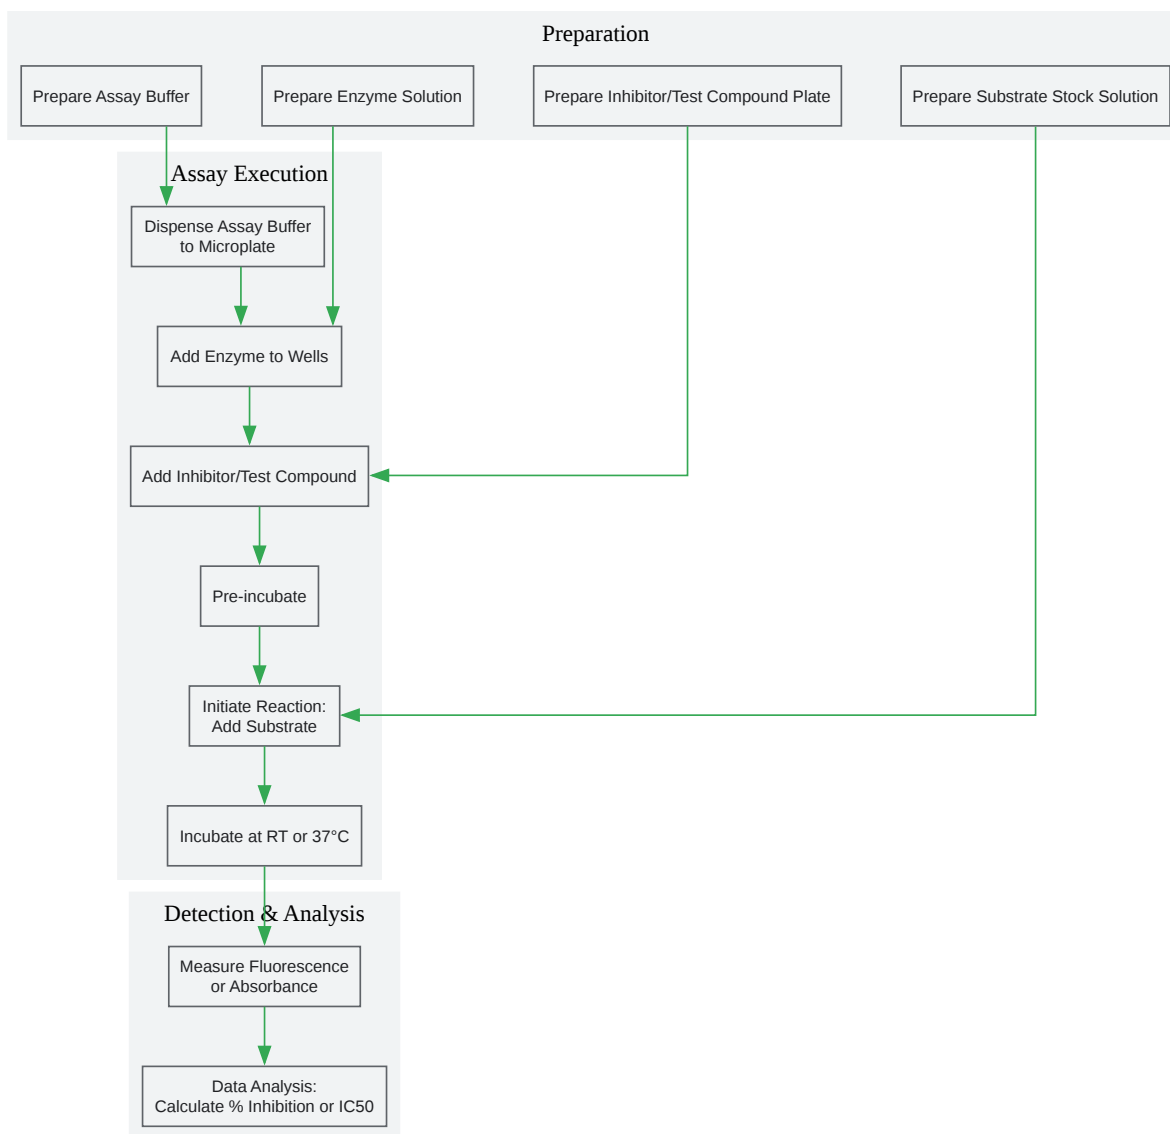 Preparation
Prepare Assay Buffer
Prepare Enzyme Solution
Prepare Inhibitor/Test Compound Plate
Prepare Substrate Stock Solution
Assay Execution
Dispense Assay Buffer
to Microplate
Add Enzyme to Wells
Add Inhibitor/Test Compound
Pre-incubate
Initiate Reaction:
Add Substrate
Incubate at RT or 37°C
Detection & Analysis
Measure Fluorescence
or Absorbance
Data Analysis:
Calculate % Inhibition or IC50